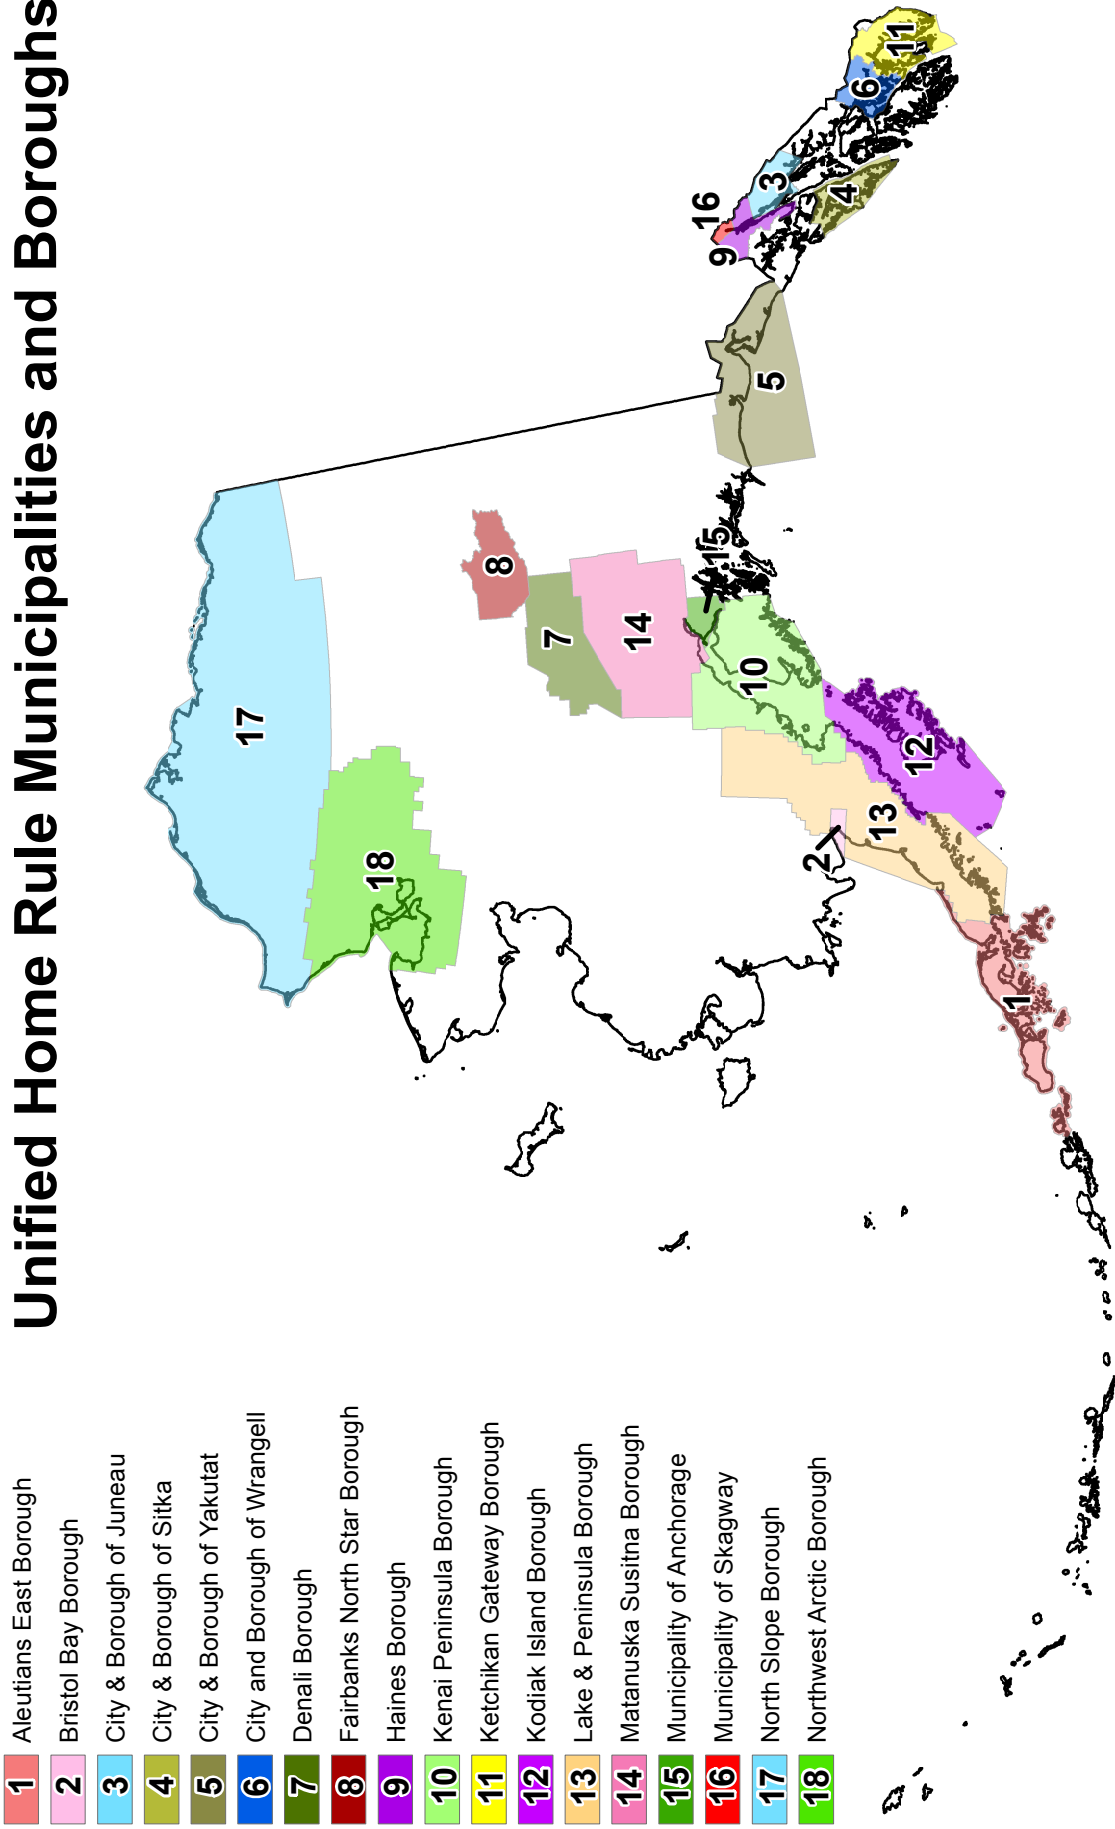 Unified Home Rule Municipalities and Boroughs
1 Aleutians East Borough
2 Bristol Bay Borough
3 City & Borough of Juneau
4 City & Borough of Sitka
5 City & Borough of Yakutat
6 City and Borough of Wrangell
7 Denali Borough
8 Fairbanks North Star Borough
9 Haines Borough
10 Kenai Peninsula Borough
11 Ketchikan Gateway Borough
12 Kodiak Island Borough
13 Lake & Peninsula Borough
14 Matanuska Susitna Borough
15 Municipality of Anchorage
16 Municipality of Skagway
17 North Slope Borough
18 Northwest Arctic Borough
17
18
8
7
14
15
10
2
13
12
1
5
9
16
3
4
6
11